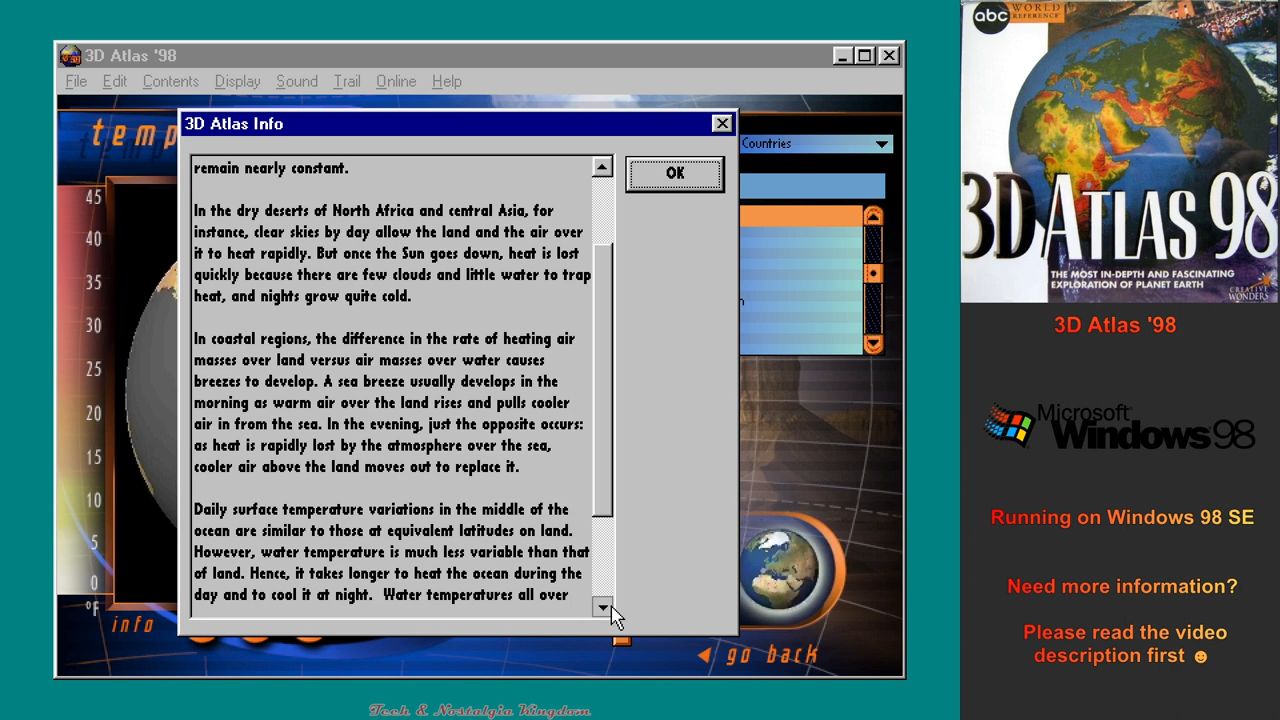 3D Atlas '98
File Edit Contents Display Sound Trail Online Help
temp
3D Atlas Info
Countries
remain nearly constant.
OK
In the dry deserts of North Africa and central Asia, for
instance, clear skies by day allow the land and the air over
it to heat rapidly. But once the Sun goes down, heat is lost
quickly because there are few clouds and little water to trap
heat, and nights grow quite cold.
In coastal regions, the difference in the rate of heating air
masses over land versus air masses over water causes
breezes to develop. A sea breeze usually develops in the
morning as warm air over the land rises and pulls cooler
air in from the sea. In the evening, just the opposite occurs:
as heat is rapidly lost by the atmosphere over the sea,
cooler air above the land moves out to replace it.
Daily surface temperature variations in the middle of the
ocean are similar to those at equivalent latitudes on land.
However, water temperature is much less variable than that
of land. Hence, it takes longer to heat the ocean during the
day and to cool it at night.  Water temperatures all over
45
40
35
30
25
20
15
10
5
0
°F
info
go back
Tech & Nostalgia Kingdom
abc WORLD
REFERENCE
3D ATLAS 98
THE MOST IN-DEPTH AND FASCINATING
EXPLORATION OF PLANET EARTH
CREATIVE
WONDERS
3D Atlas '98
Microsoft
Windows 98
Running on Windows 98 SE
Need more information?
Please read the video
description first ☻